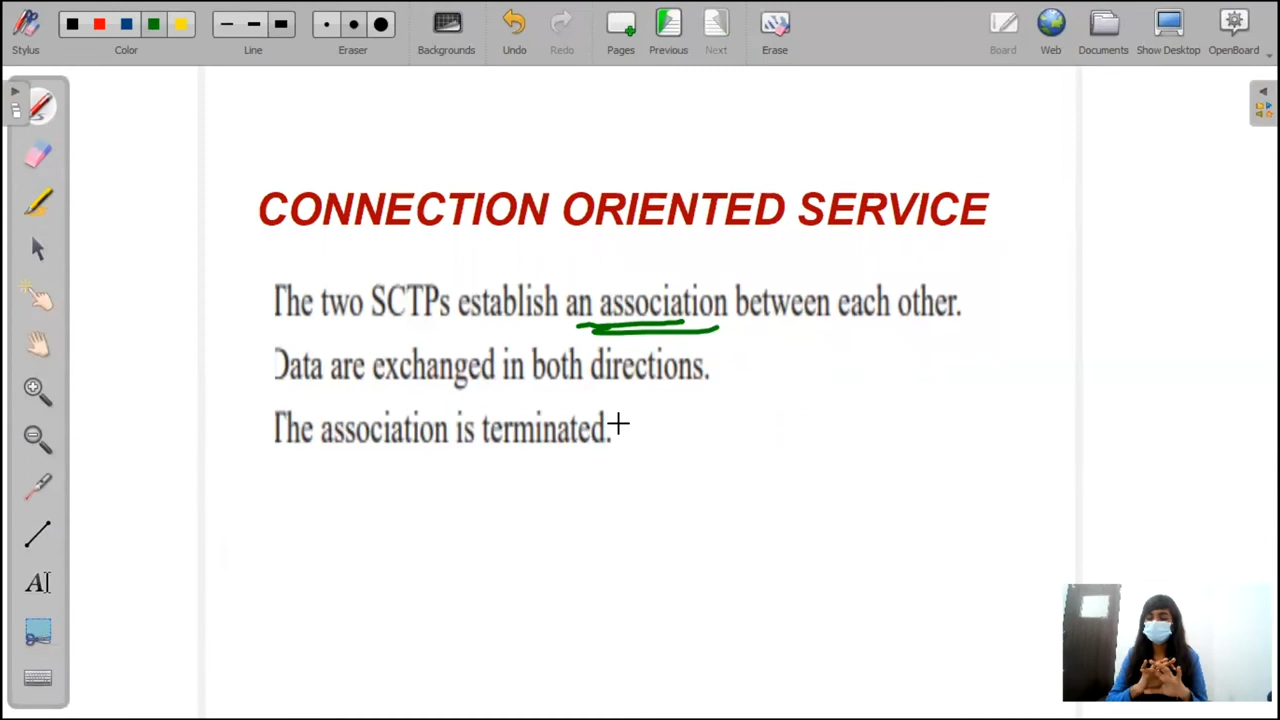 Stylus Color Line Eraser Backgrounds Undo Redo Pages Previous Next Erase Board Web Documents Show Desktop OpenBoard
CONNECTION ORIENTED SERVICE
The two SCTPs establish an association between each other.
Data are exchanged in both directions.
The association is terminated.